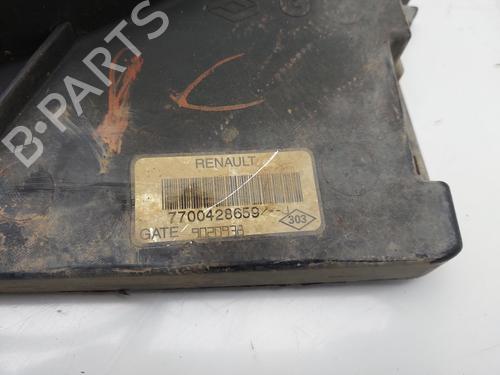 B-PARTS
RENAULT
7700428659
303
GATE